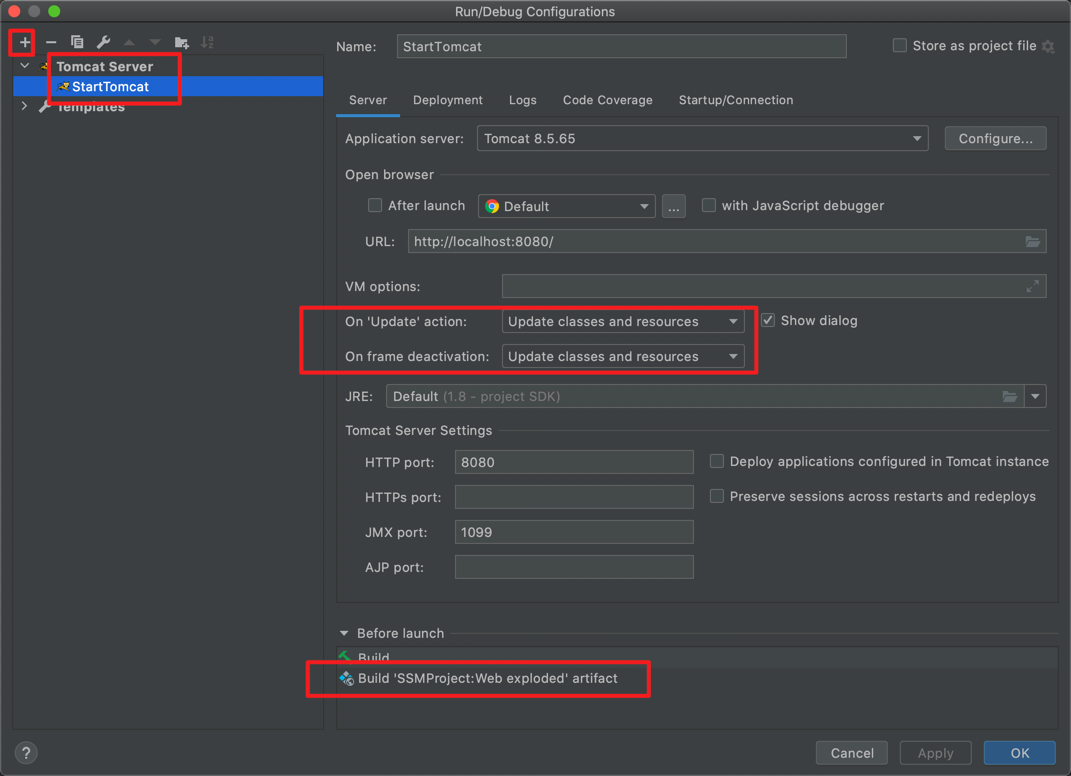 Run/Debug Configurations
Name: StartTomcat Store as project file
Tomcat Server
StartTomcat
Templates
Server Deployment Logs Code Coverage Startup/Connection
Application server: Tomcat 8.5.65 Configure...
Open browser
After launch Default ... with JavaScript debugger
URL: http://localhost:8080/
VM options:
On 'Update' action: Update classes and resources Show dialog
On frame deactivation: Update classes and resources
JRE: Default (1.8 - project SDK)
Tomcat Server Settings
HTTP port: 8080 Deploy applications configured in Tomcat instance
HTTPs port: Preserve sessions across restarts and redeploys
JMX port: 1099
AJP port:
Before launch
Build
Build 'SSMProject:Web exploded' artifact
? Cancel Apply OK